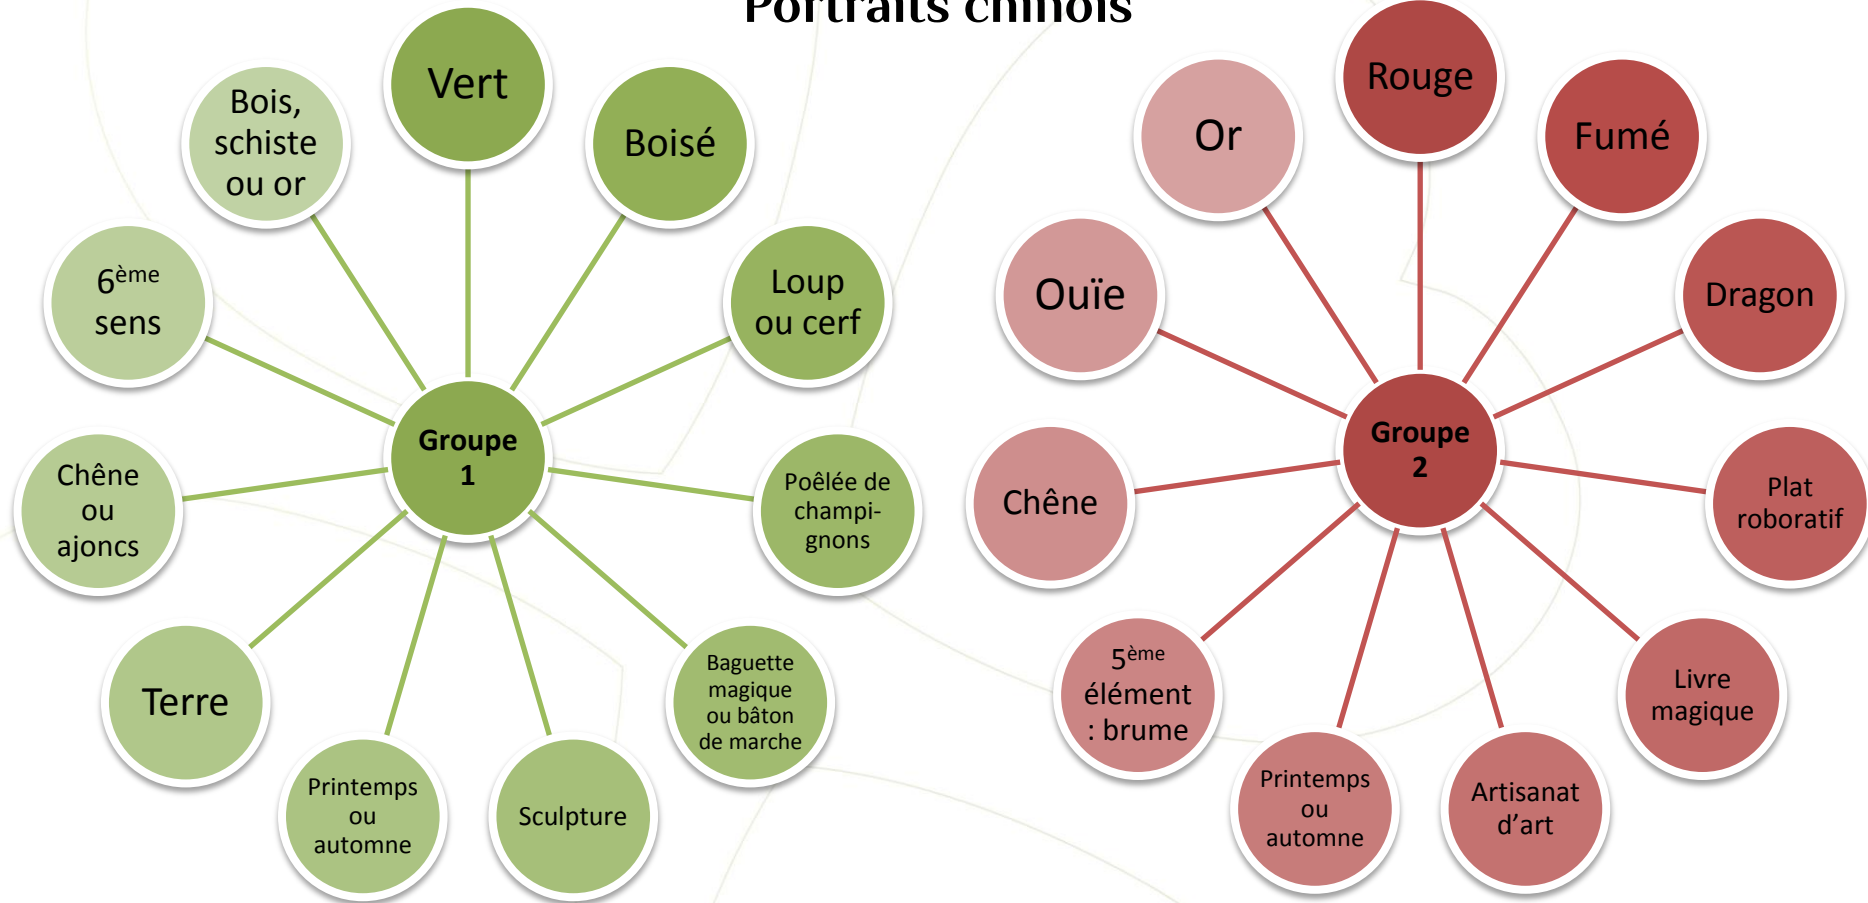 Portraits chinois
Vert
Boisé
Loup
ou cerf
Poêlée de
champi-
gnons
Baguette
magique
ou bâton
de marche
Sculpture
Printemps
ou
automne
Terre
Chêne
ou
ajoncs
6ème
sens
Bois,
schiste
ou or
Groupe
1
Rouge
Fumé
Dragon
Plat
roboratif
Livre
magique
Artisanat
d'art
Printemps
ou
automne
5ème
élément
: brume
Chêne
Ouïe
Or
Groupe
2